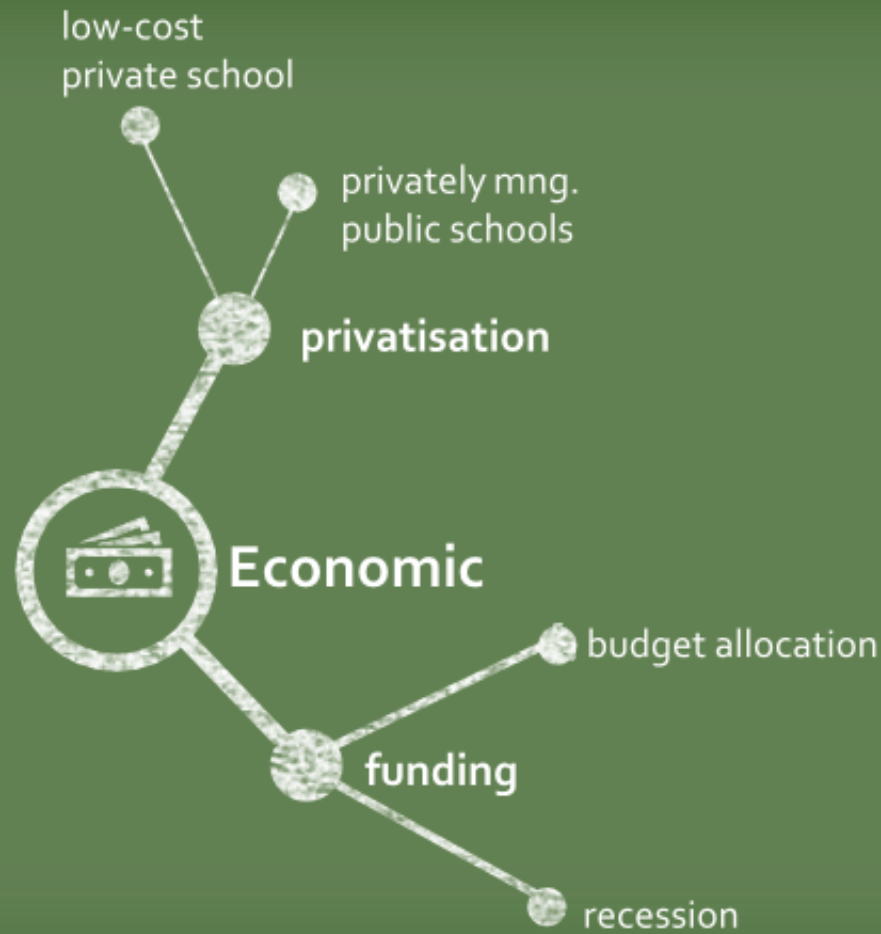 low-cost
private school
privately mng.
public schools
privatisation
Economic
budget allocation
funding
recession